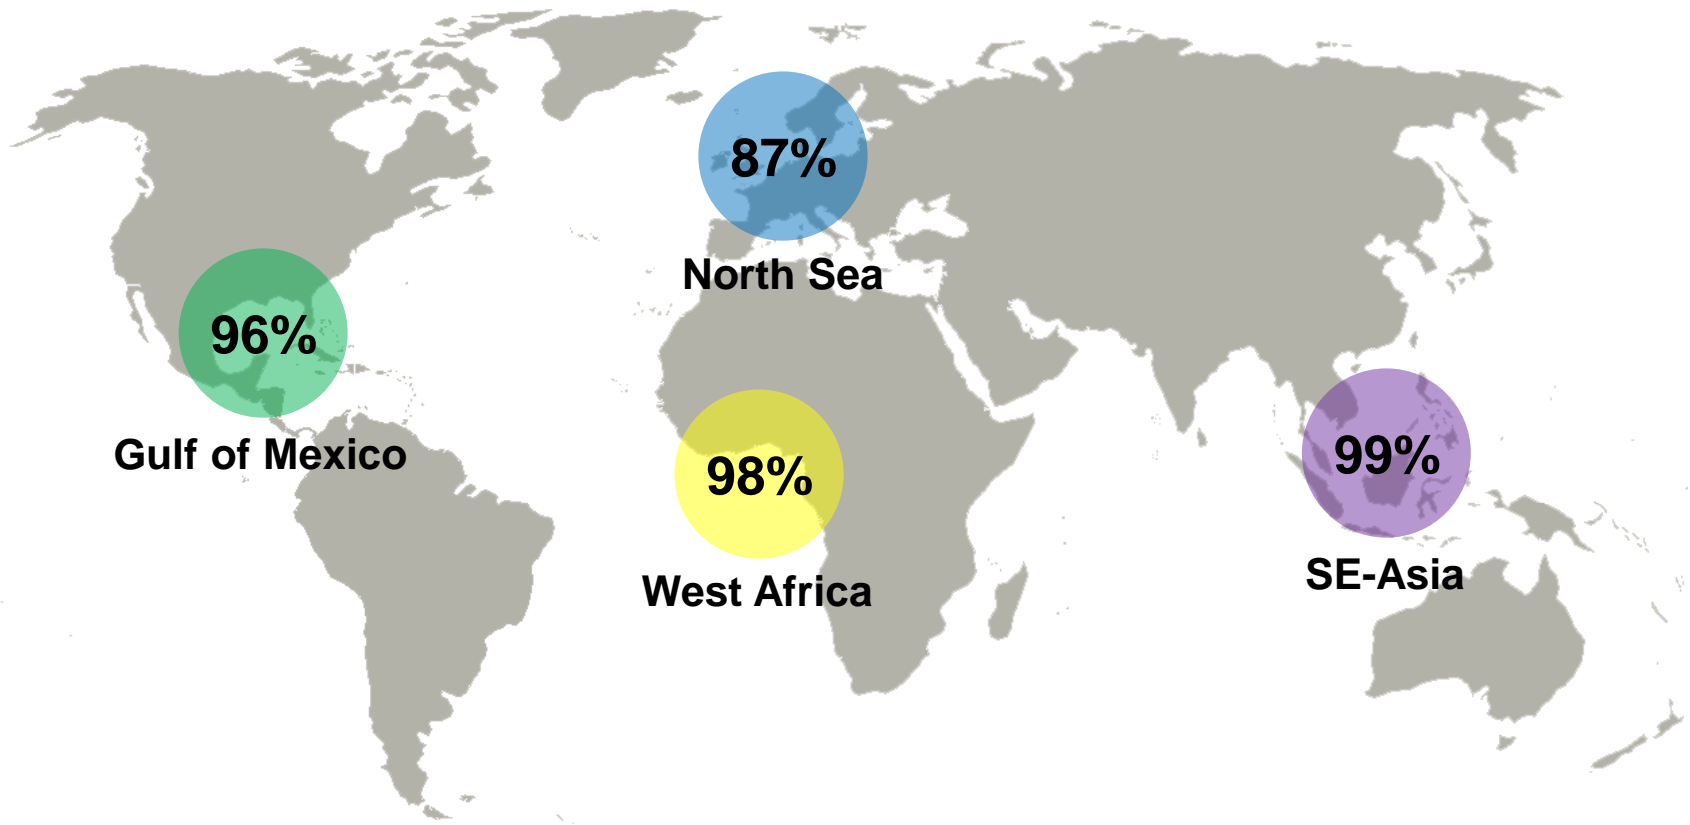 87%
North Sea
96%
Gulf of Mexico
98%
West Africa
99%
SE-Asia